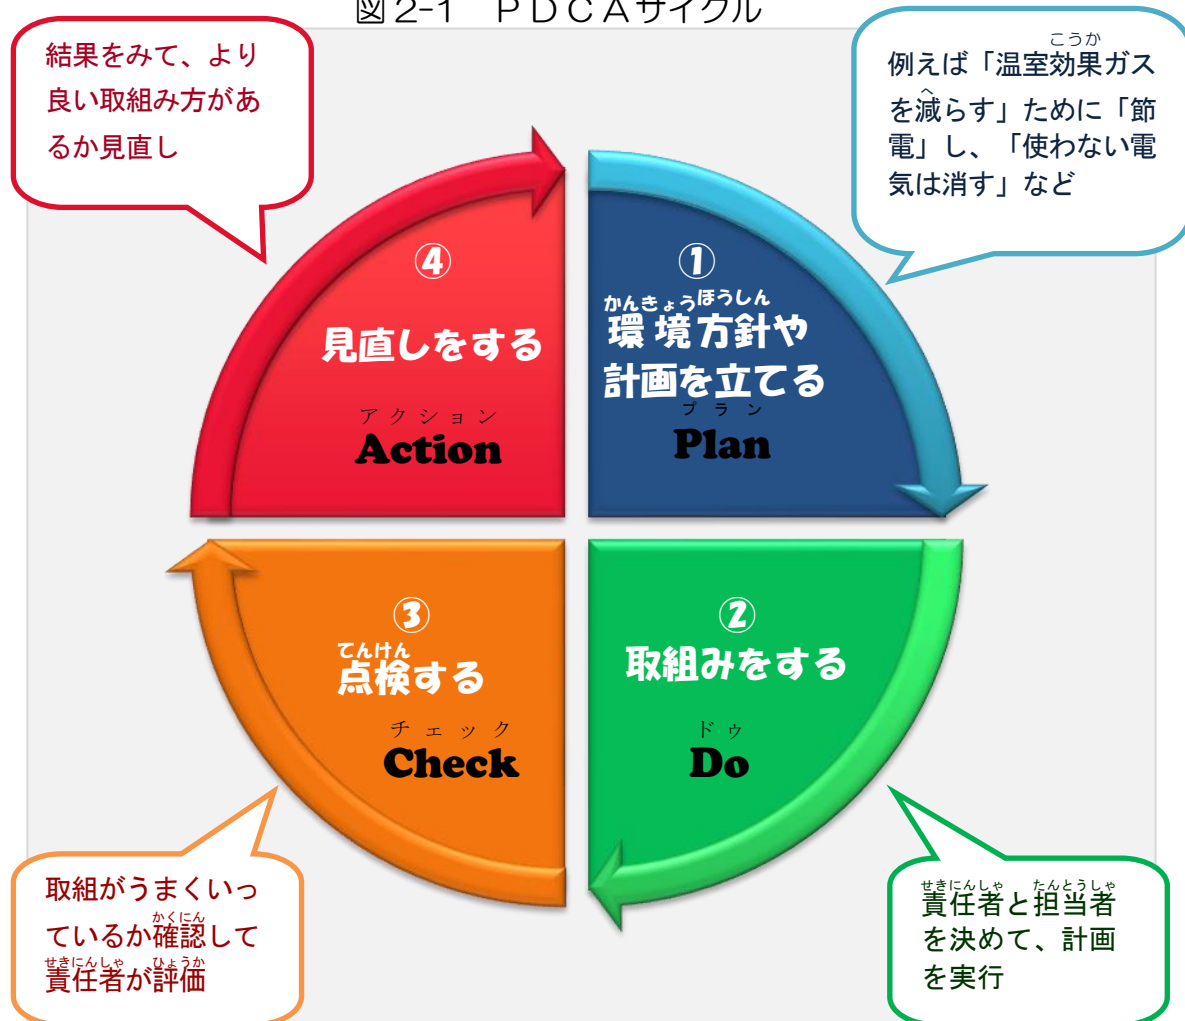 図2-1 PDCAサイクル
結果をみて、より
良い取組み方があ
るか見直し
こうか
例えば「温室効果ガス
へ
を減らす」ために「節
電」し、「使わない電
気は消す」など
④
見直しをする
アクション
Action
①
かんきょうほうしん
環境方針や
計画を立てる
プラン
Plan
③
てんけん
点検する
チェック
Check
②
取組みをする
ドゥ
Do
取組がうまくいっ
かくにん
ているか確認して
せきにんしゃ ひょうか
責任者が評価
せきにんしゃ たんとうしゃ
責任者と担当者
を決めて、計画
を実行